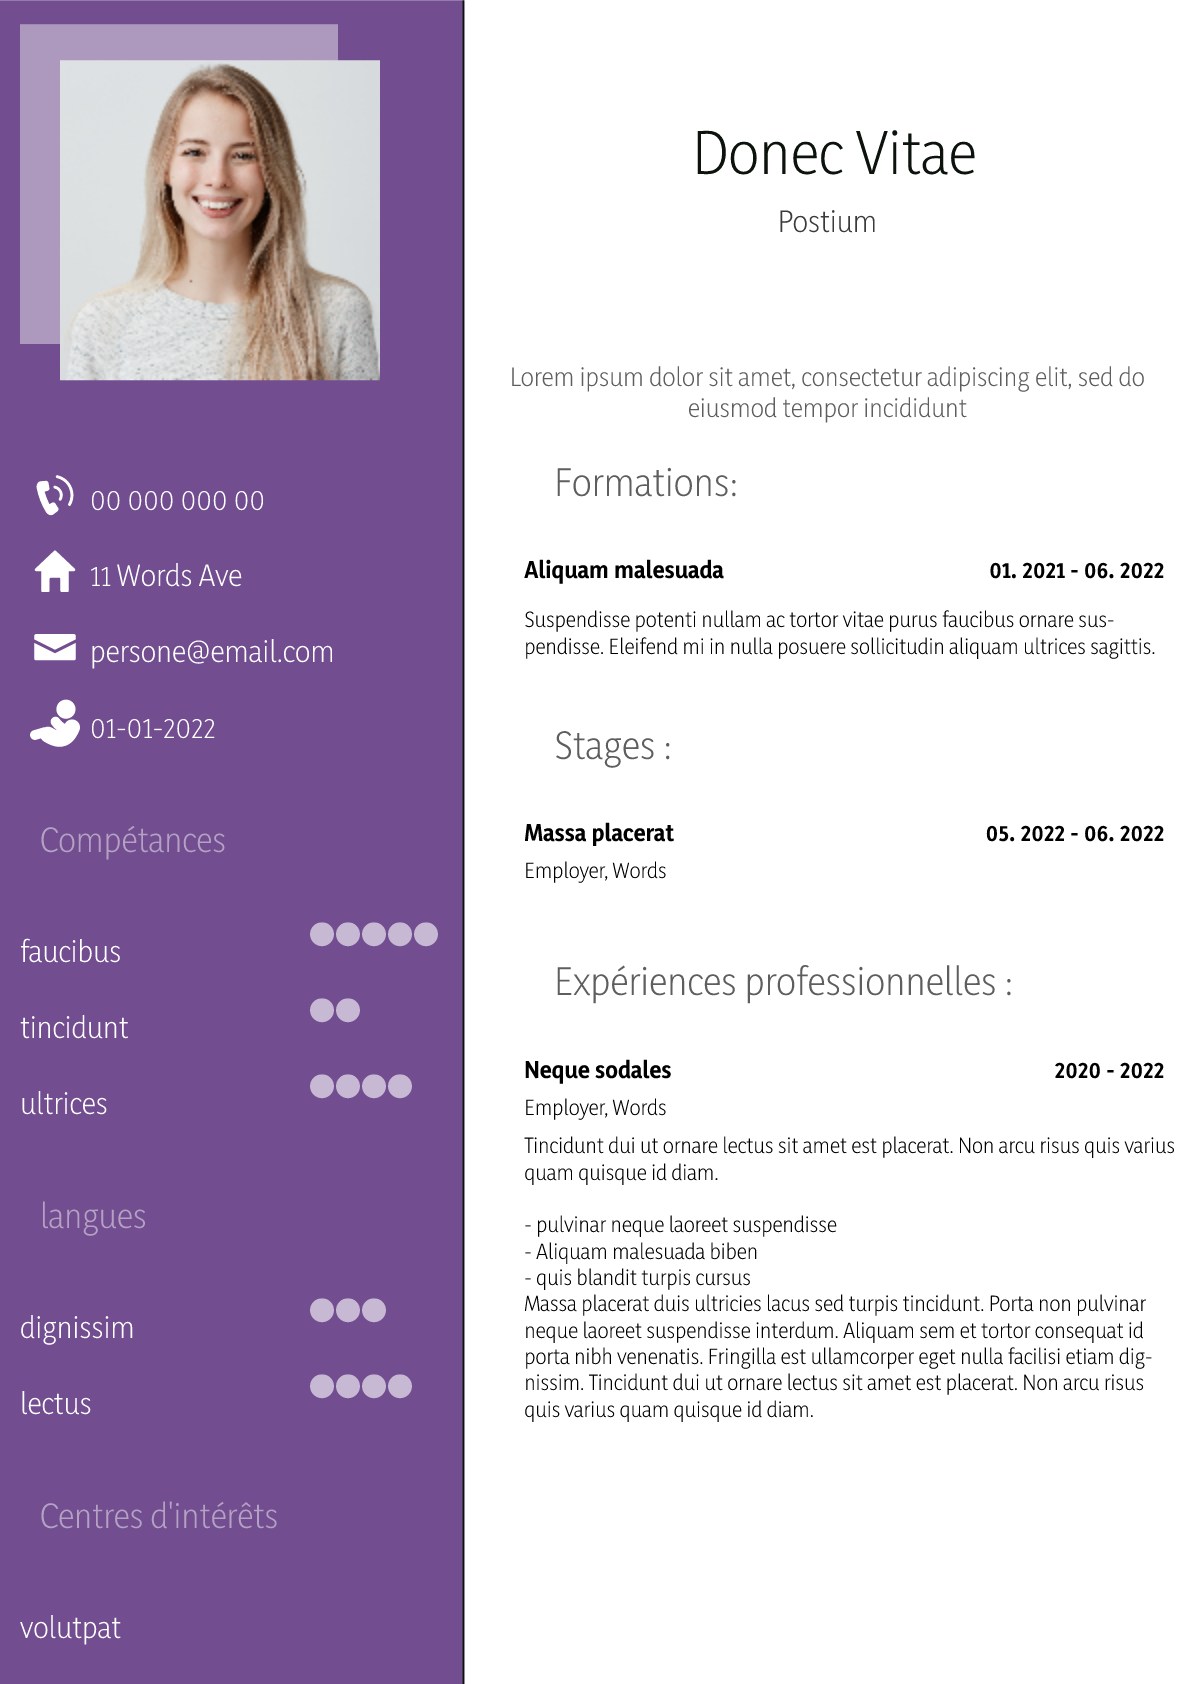 00 000 000 00
11 Words Ave
persone@email.com
01-01-2022
Compétances
faucibus
tincidunt
ultrices
langues
dignissim
lectus
Centres d'intérêts
volutpat
Donec Vitae
Postium
Lorem ipsum dolor sit amet, consectetur adipiscing elit, sed do
eiusmod tempor incididunt
Formations:
Aliquam malesuada 01. 2021 - 06. 2022
Suspendisse potenti nullam ac tortor vitae purus faucibus ornare sus-
pendisse. Eleifend mi in nulla posuere sollicitudin aliquam ultrices sagittis.
Stages :
Massa placerat 05. 2022 - 06. 2022
Employer, Words
Expériences professionnelles :
Neque sodales 2020 - 2022
Employer, Words
Tincidunt dui ut ornare lectus sit amet est placerat. Non arcu risus quis varius
quam quisque id diam.
- pulvinar neque laoreet suspendisse
- Aliquam malesuada biben
- quis blandit turpis cursus
Massa placerat duis ultricies lacus sed turpis tincidunt. Porta non pulvinar
neque laoreet suspendisse interdum. Aliquam sem et tortor consequat id
porta nibh venenatis. Fringilla est ullamcorper eget nulla facilisi etiam dig-
nissim. Tincidunt dui ut ornare lectus sit amet est placerat. Non arcu risus
quis varius quam quisque id diam.